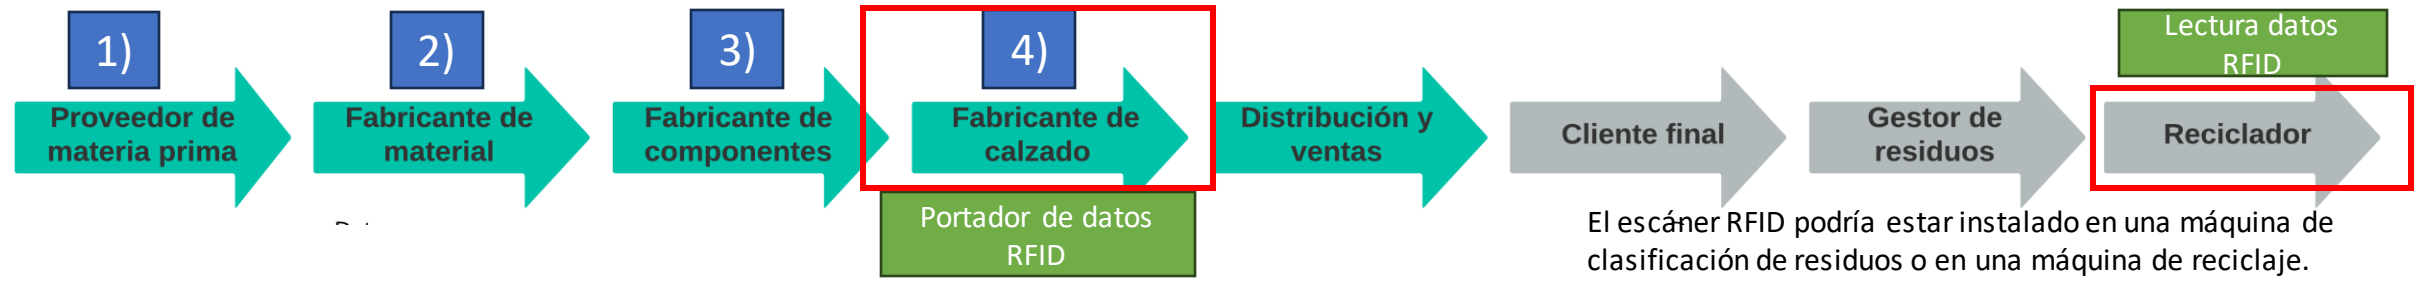 1)
2)
3)
4)
Lectura datos
RFID
Proveedor de
materia prima
Fabricante de
material
Fabricante de
componentes
Fabricante de
calzado
Distribución y
ventas
Cliente final
Gestor de
residuos
Reciclador
Portador de datos
RFID
El escáner RFID podría estar instalado en una máquina de
clasificación de residuos o en una máquina de reciclaje.